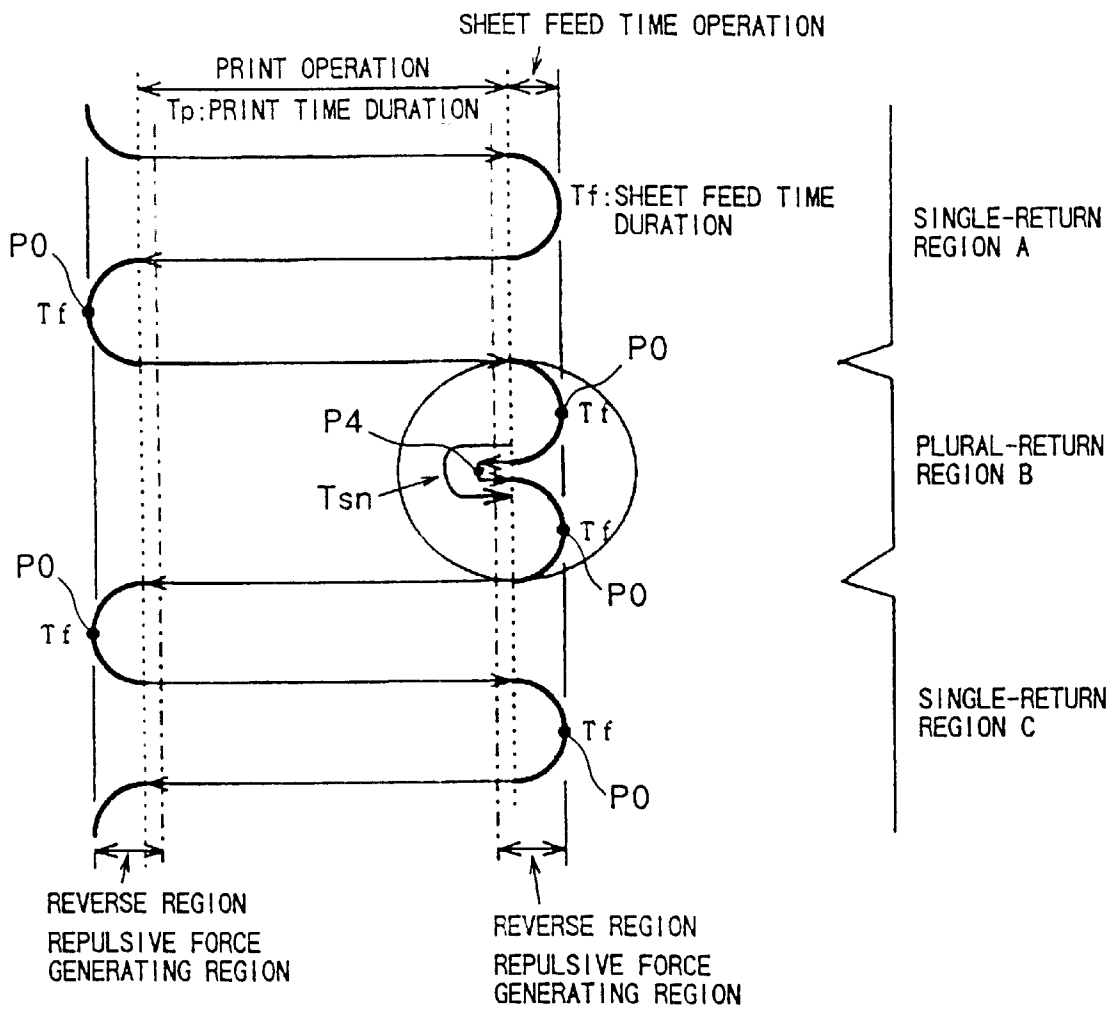 SHEET FEED TIME OPERATION
PRINT OPERATION
Tp:PRINT TIME DURATION
Tf:SHEET FEED TIME
DURATION
SINGLE-RETURN
REGION A
P0
Tf
P0
Tf
P4
PLURAL-RETURN
REGION B
Tsn
Tf
P0
P0
Tf
SINGLE-RETURN
REGION C
Tf
P0
REVERSE REGION
REPULSIVE FORCE
GENERATING REGION
REVERSE REGION
REPULSIVE FORCE
GENERATING REGION